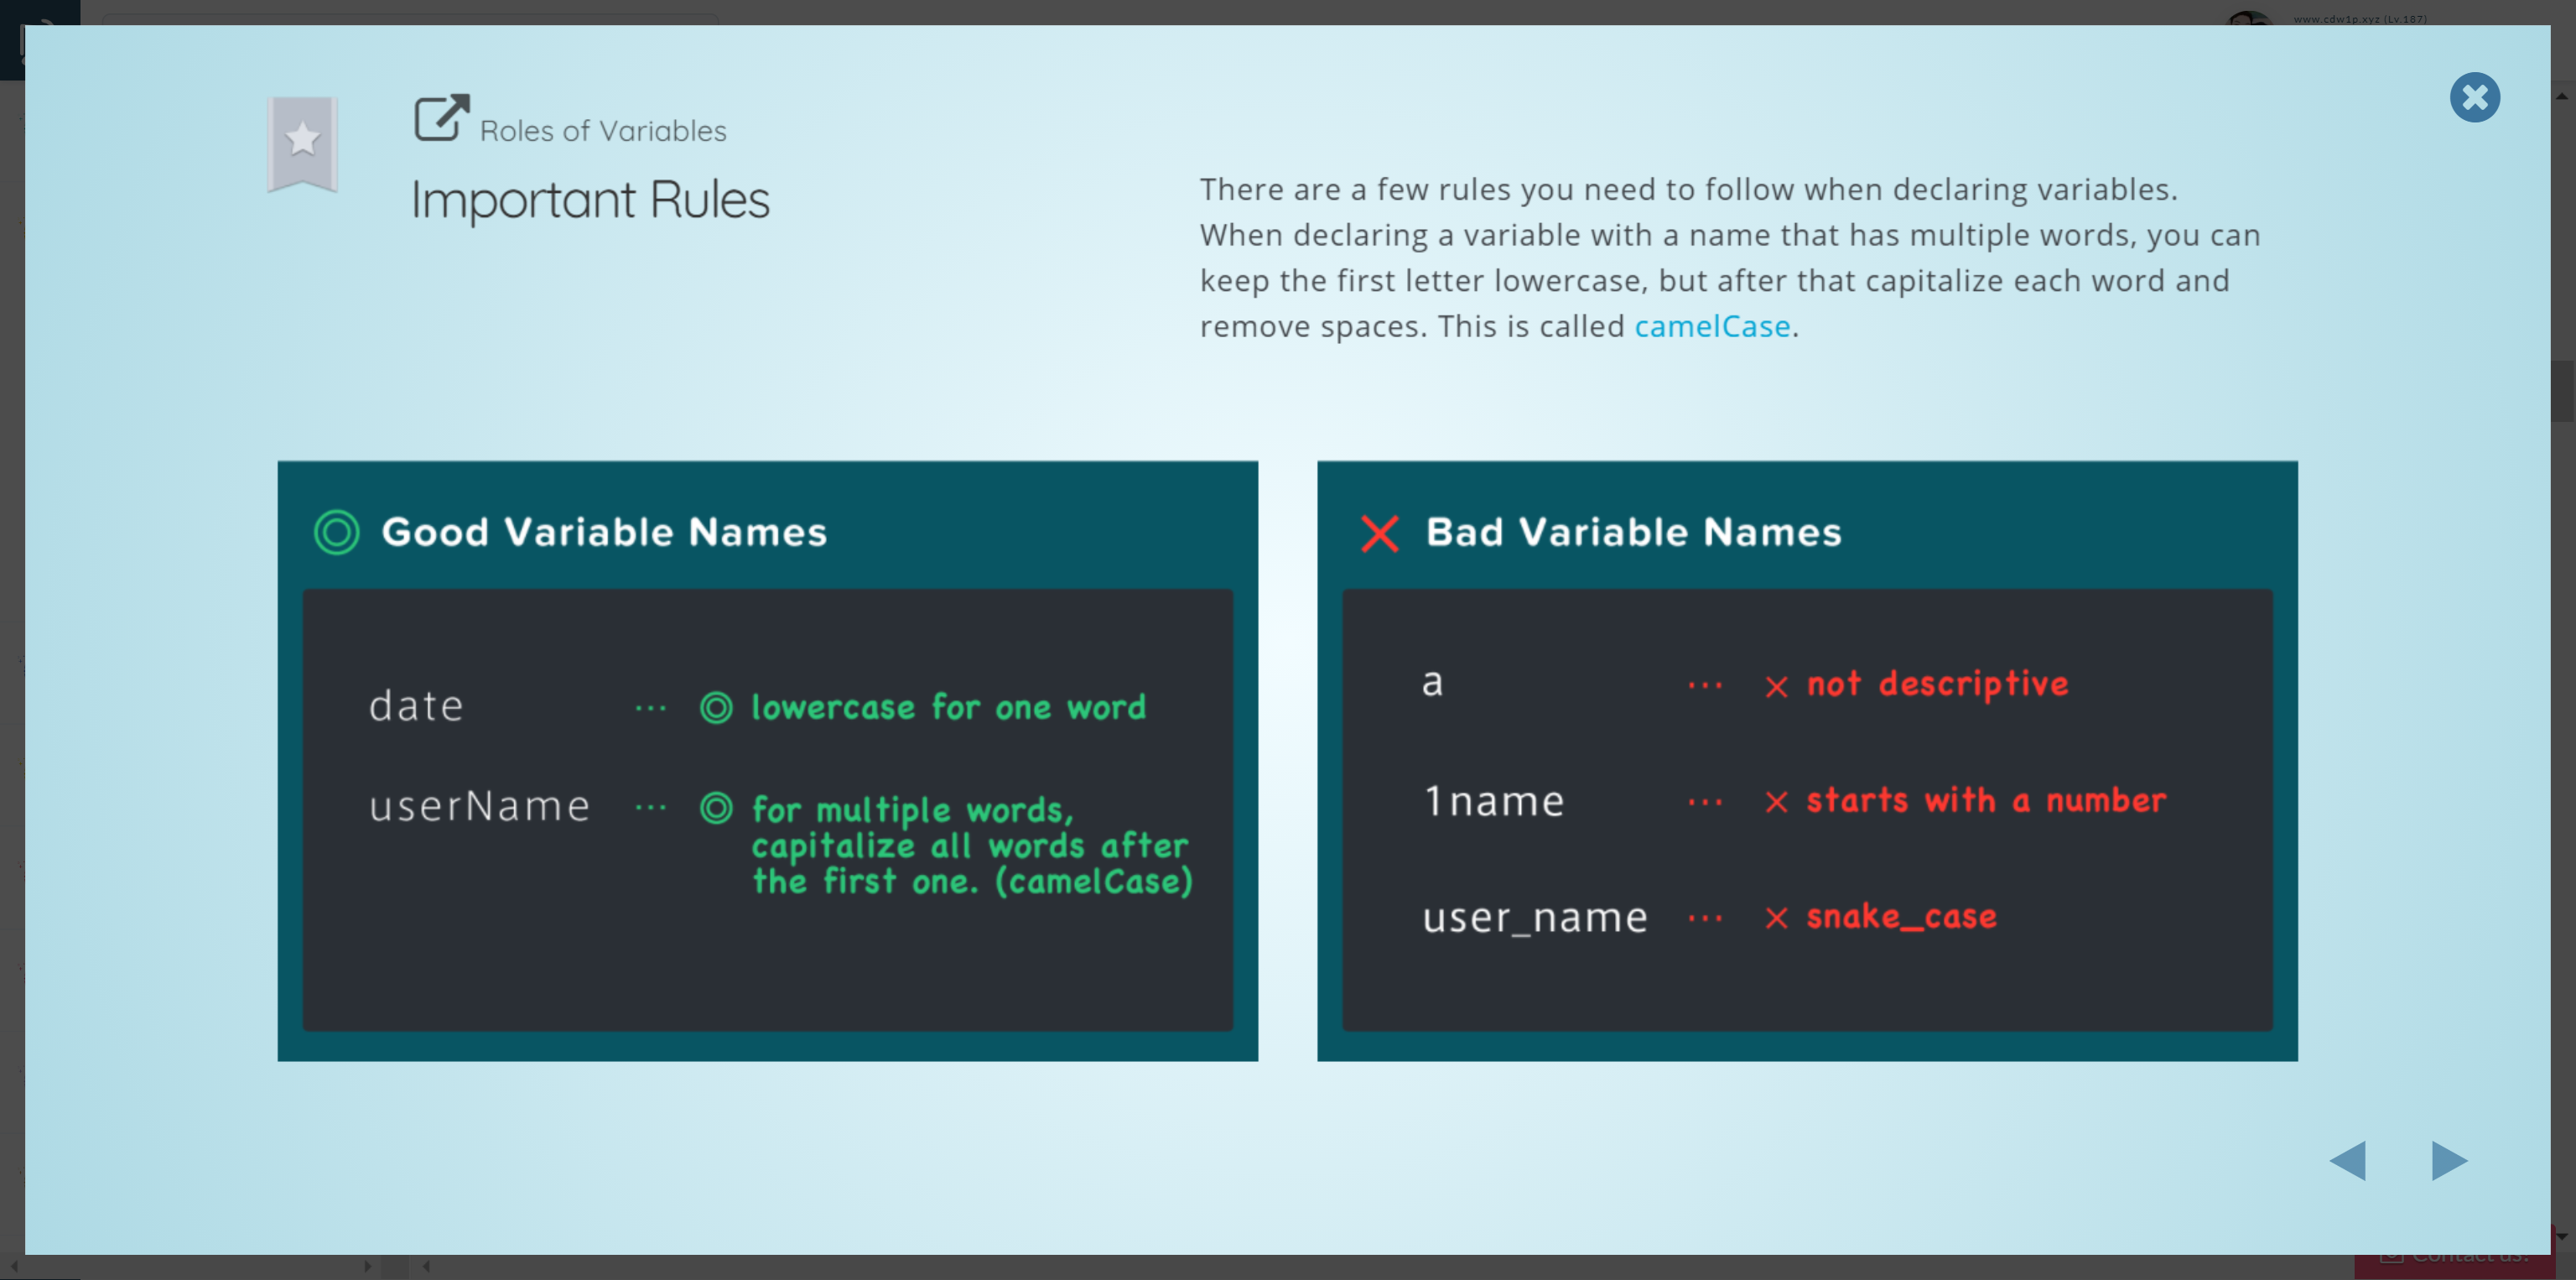 www.cdw1p.xyz (Lv.187)
Roles of Variables
Important Rules
There are a few rules you need to follow when declaring variables.
When declaring a variable with a name that has multiple words, you can
keep the first letter lowercase, but after that capitalize each word and
remove spaces. This is called camelCase.
Good Variable Names
date ... lowercase for one word
userName ... for multiple words,
capitalize all words after
the first one. (camelCase)
Bad Variable Names
a ... × not descriptive
1name ... × starts with a number
user_name ... × snake_case
Contact us!